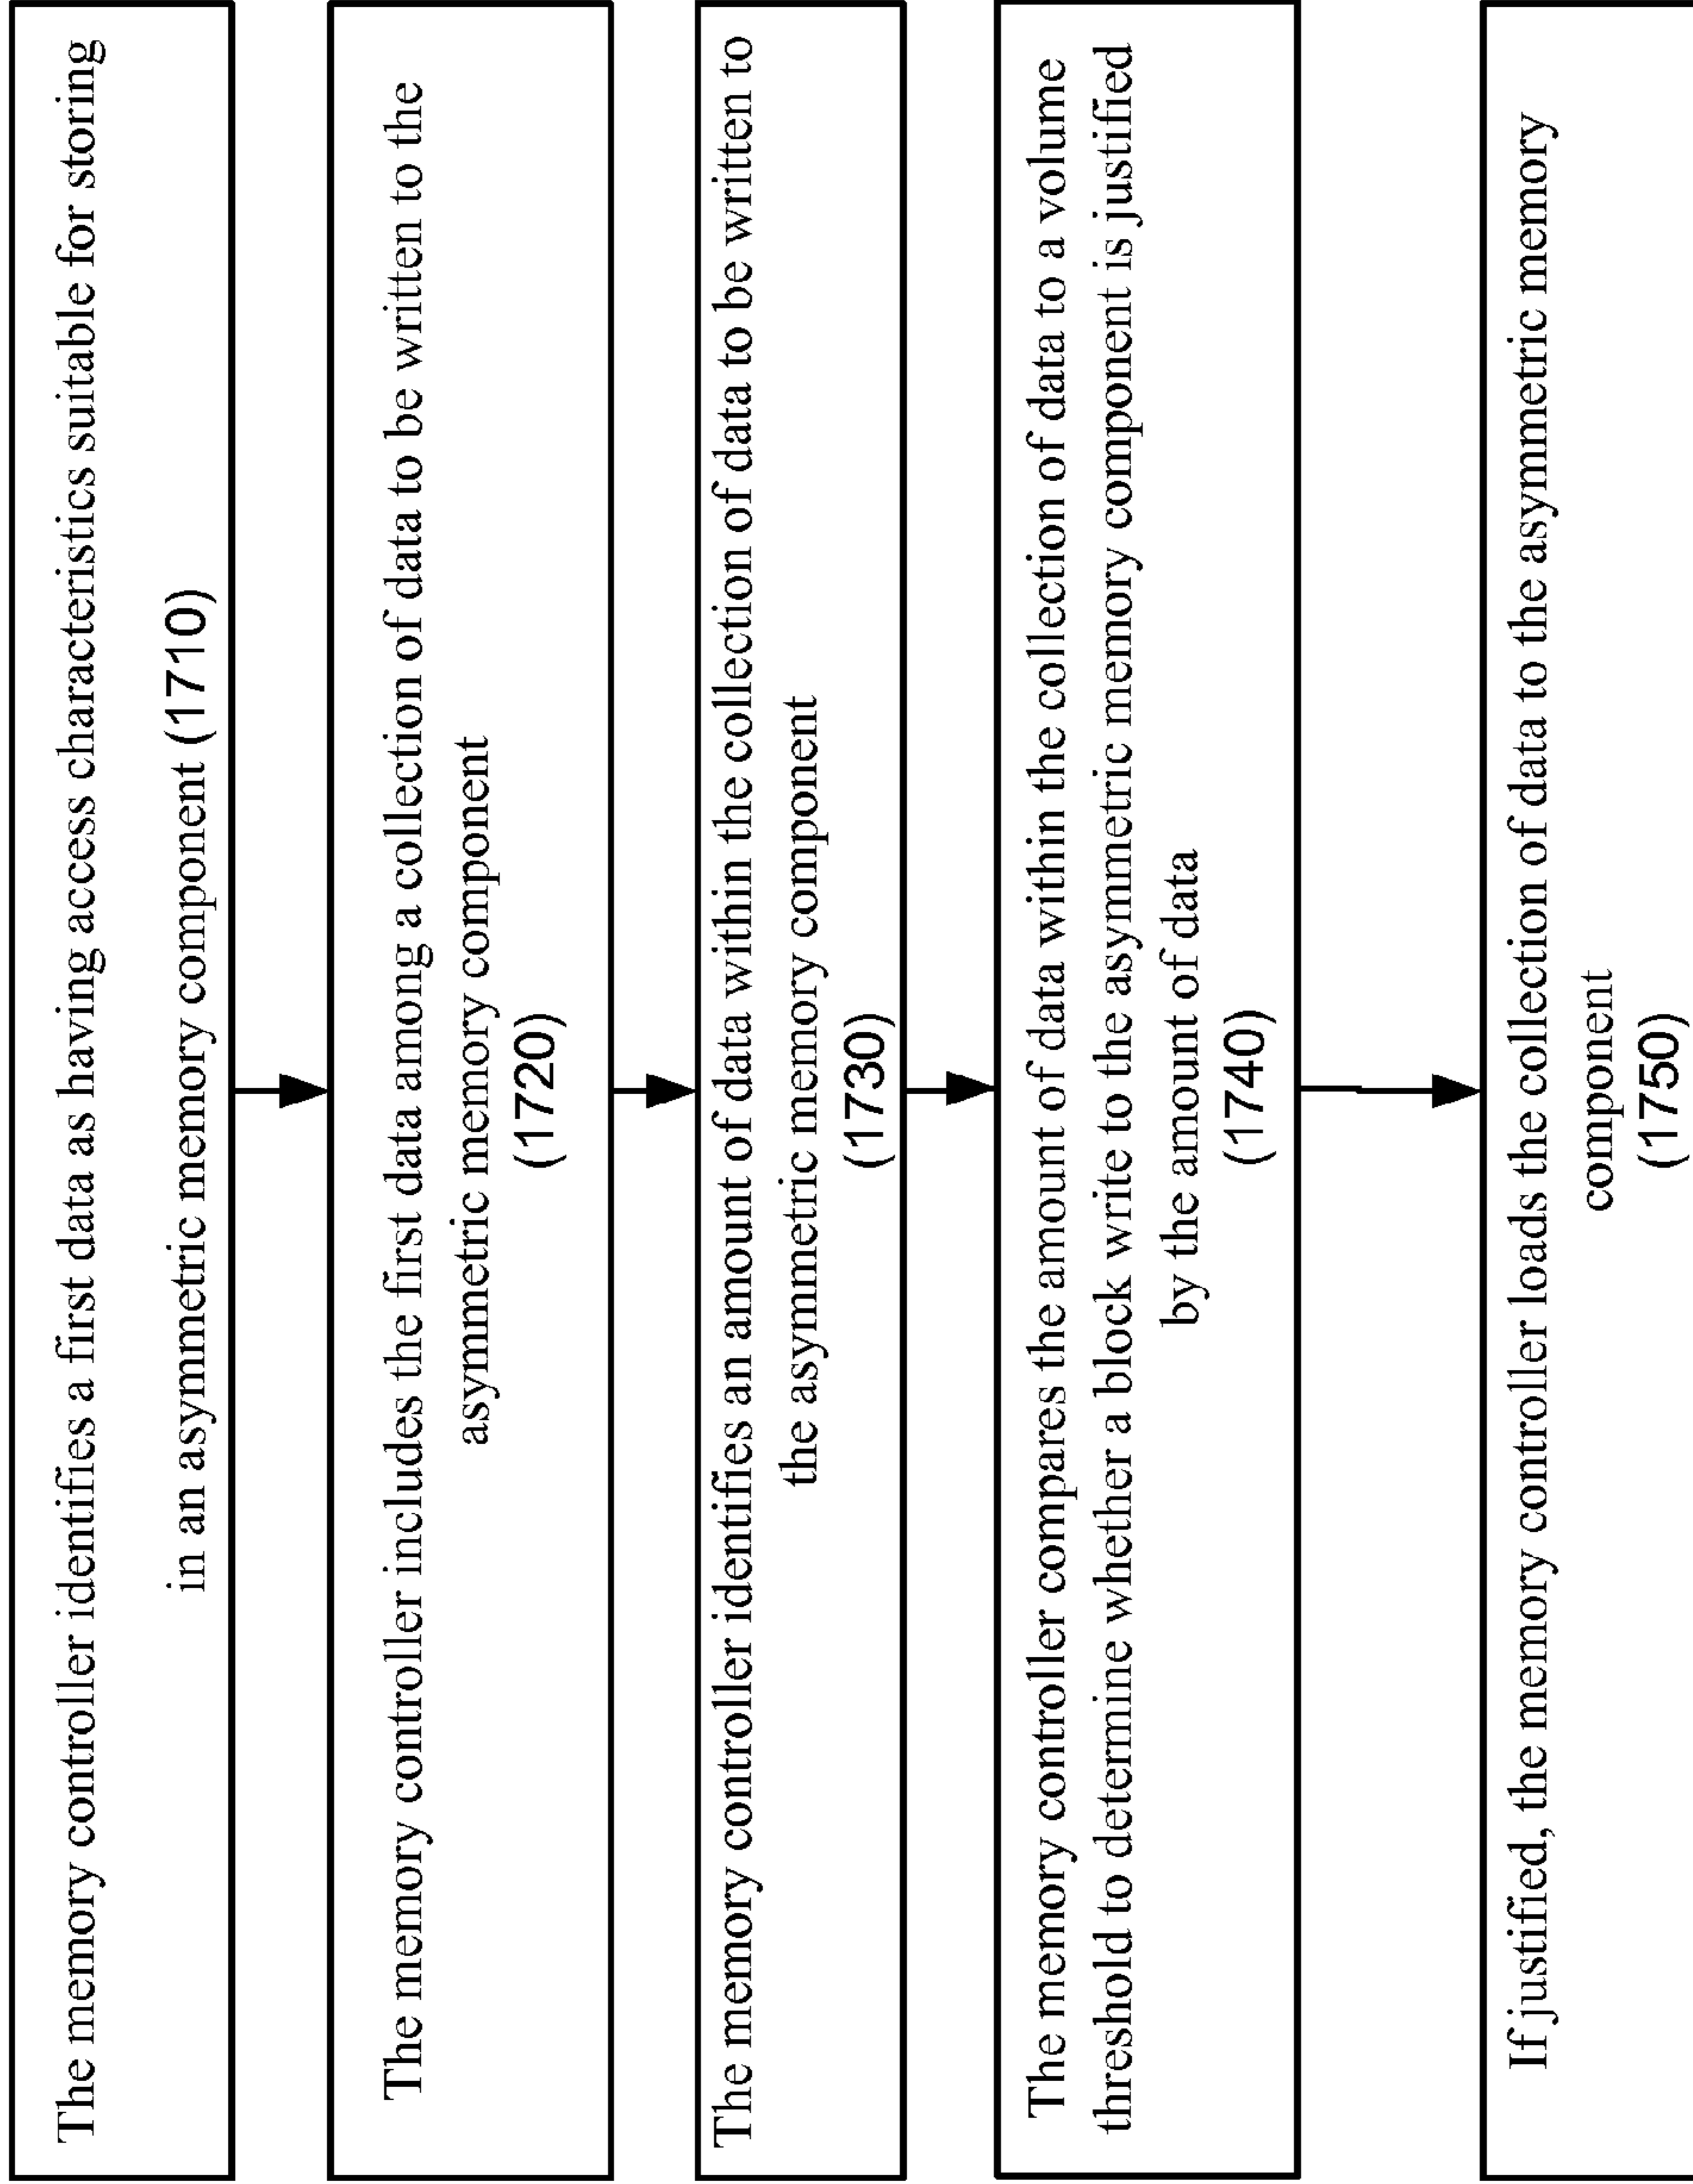 The memory controller identifies a first data as having access characteristics suitable for storing
in an asymmetric memory component (1710)
The memory controller includes the first data among a collection of data to be written to the
asymmetric memory component
(1720)
The memory controller identifies an amount of data within the collection of data to be written to
the asymmetric memory component
(1730)
The memory controller compares the amount of data within the collection of data to a volume
threshold to determine whether a block write to the asymmetric memory component is justified
by the amount of data
(1740)
If justified, the memory controller loads the collection of data to the asymmetric memory
component
(1750)